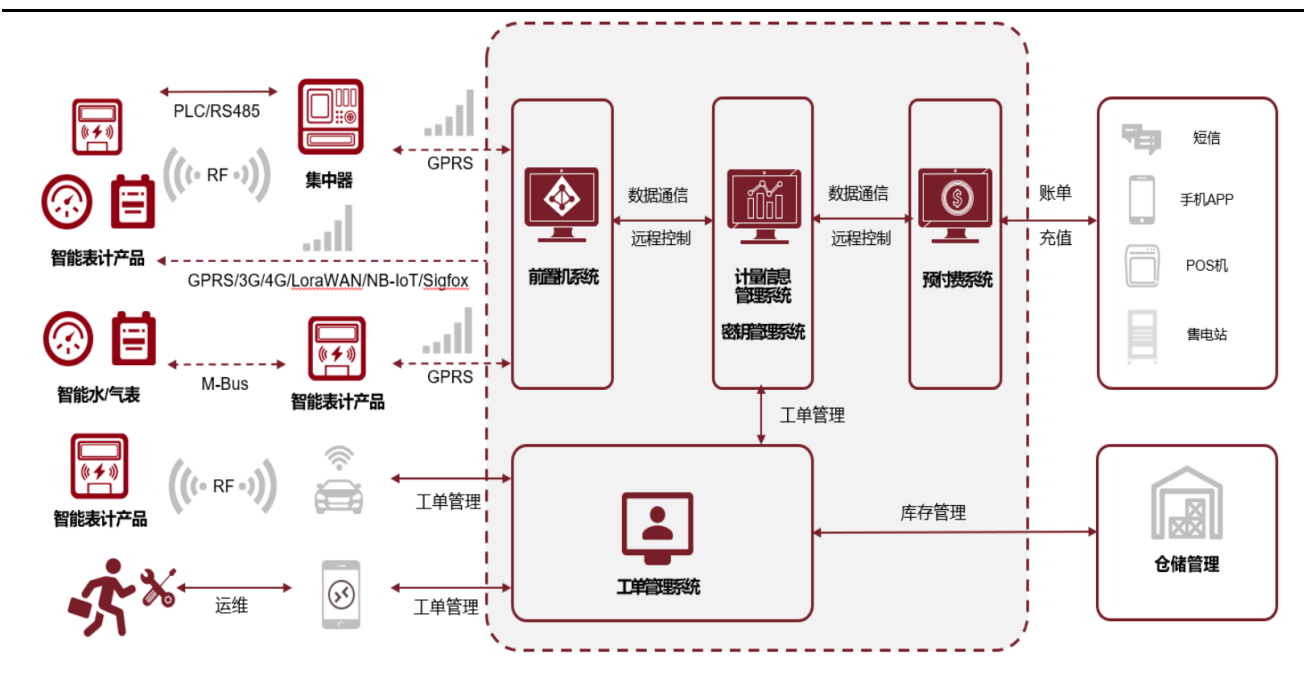 PLC/RS485
RF
集中器
GPRS
智能表计产品
GPRS/3G/4G/LoraWAN/NB-IoT/Sigfox
智能水/气表
M-Bus
智能表计产品
GPRS
智能表计产品
RF
工单管理
运维
工单管理
前置机系统
数据通信
远程控制
计量信息
管理系统
密钥管理系统
数据通信
远程控制
预付费系统
工单管理
工单管理系统
账单
充值
短信
手机APP
POS机
售电站
库存管理
仓储管理